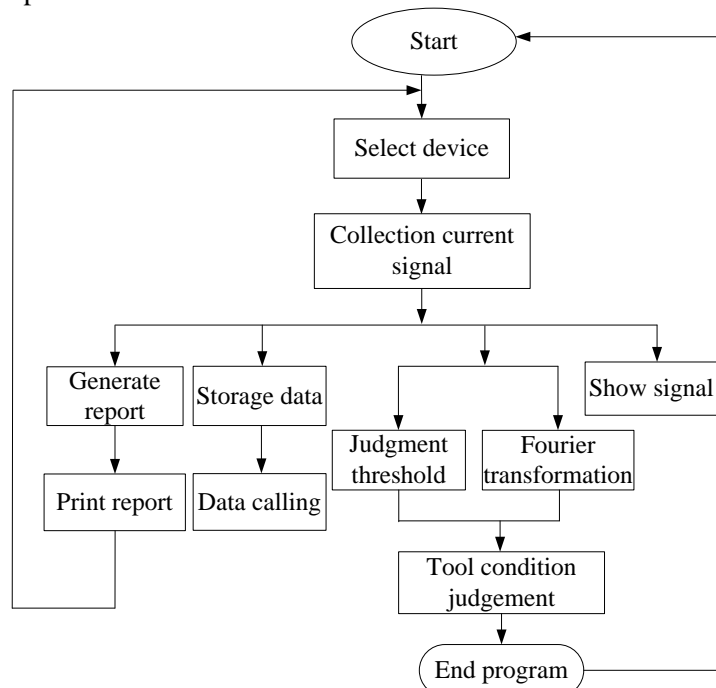 Start
Select device
Collection current
signal
Generate
report
Storage data
Show signal
Judgment
threshold
Fourier
transformation
Print report
Data calling
Tool condition
judgement
End program